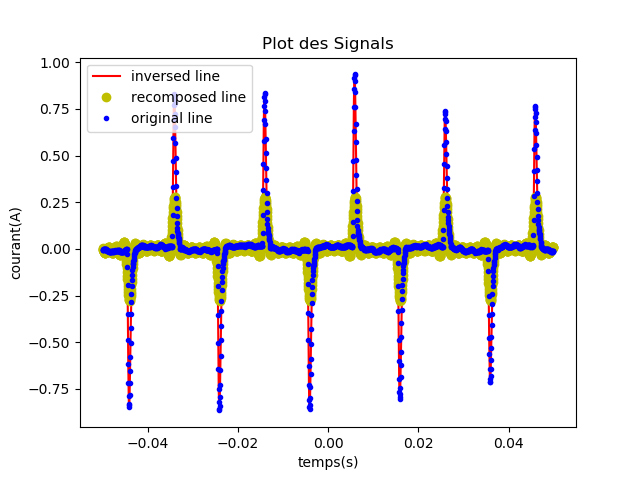 Plot des Signals
inversed line
recomposed line
original line
courant(A)
1.00
0.75
0.50
0.25
0.00
−0.25
−0.50
−0.75
−0.04
−0.02
0.00
0.02
0.04
temps(s)